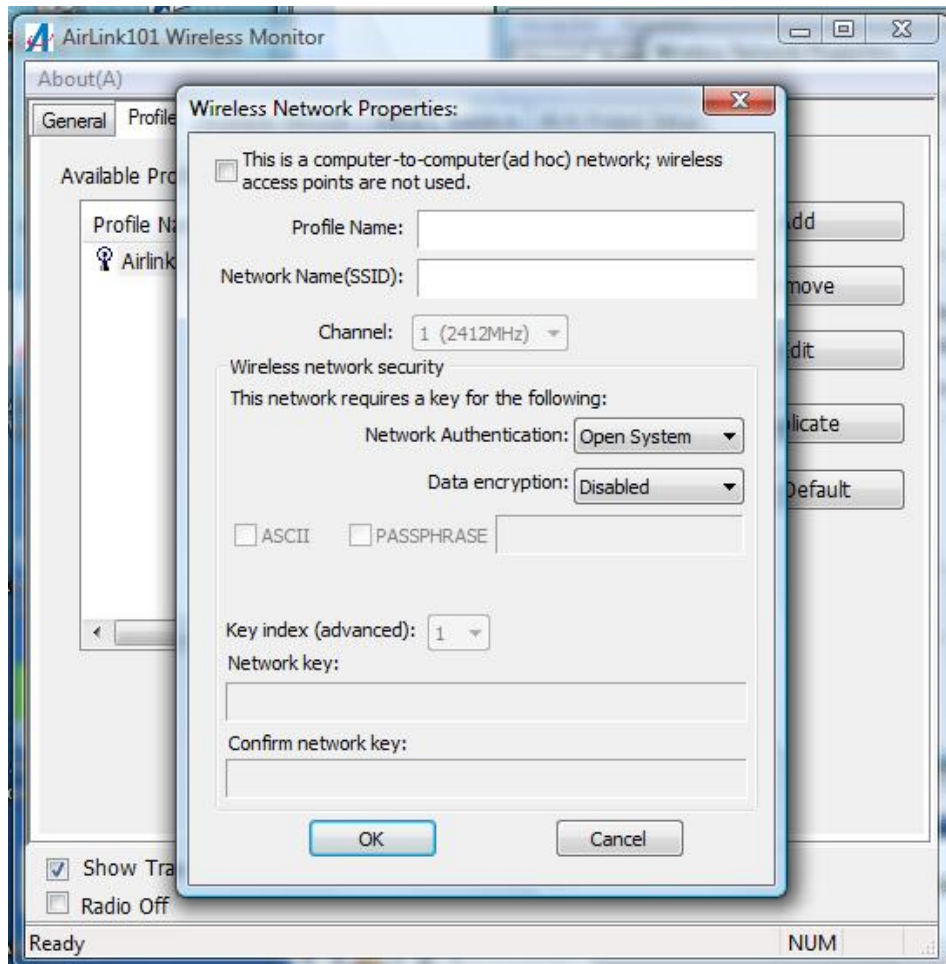 AirLink101 Wireless Monitor
About(A)
General Profile
Wireless Network Properties:
This is a computer-to-computer(ad hoc) network; wireless
access points are not used.
Available Pro
Profile Na
Airlink
Profile Name:
Network Name(SSID):
Channel: 1 (2412MHz)
Wireless network security
This network requires a key for the following:
Network Authentication: Open System
Data encryption: Disabled
ASCII PASSPHRASE
Key index (advanced): 1
Network key:
Confirm network key:
OK Cancel
dd
move
dit
licate
Default
Show Tra
Radio Off
Ready NUM